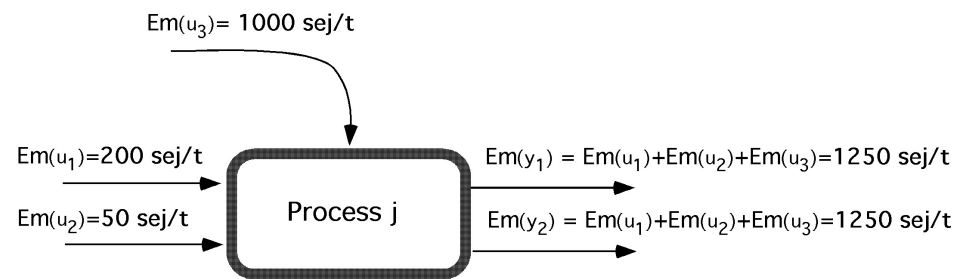 Em(u₃)= 1000 sej/t
Em(u₁)=200 sej/t
Em(y₁) = Em(u₁)+Em(u₂)+Em(u₃)=1250 sej/t
Process j
Em(u₂)=50 sej/t
Em(y₂) = Em(u₁)+Em(u₂)+Em(u₃)=1250 sej/t